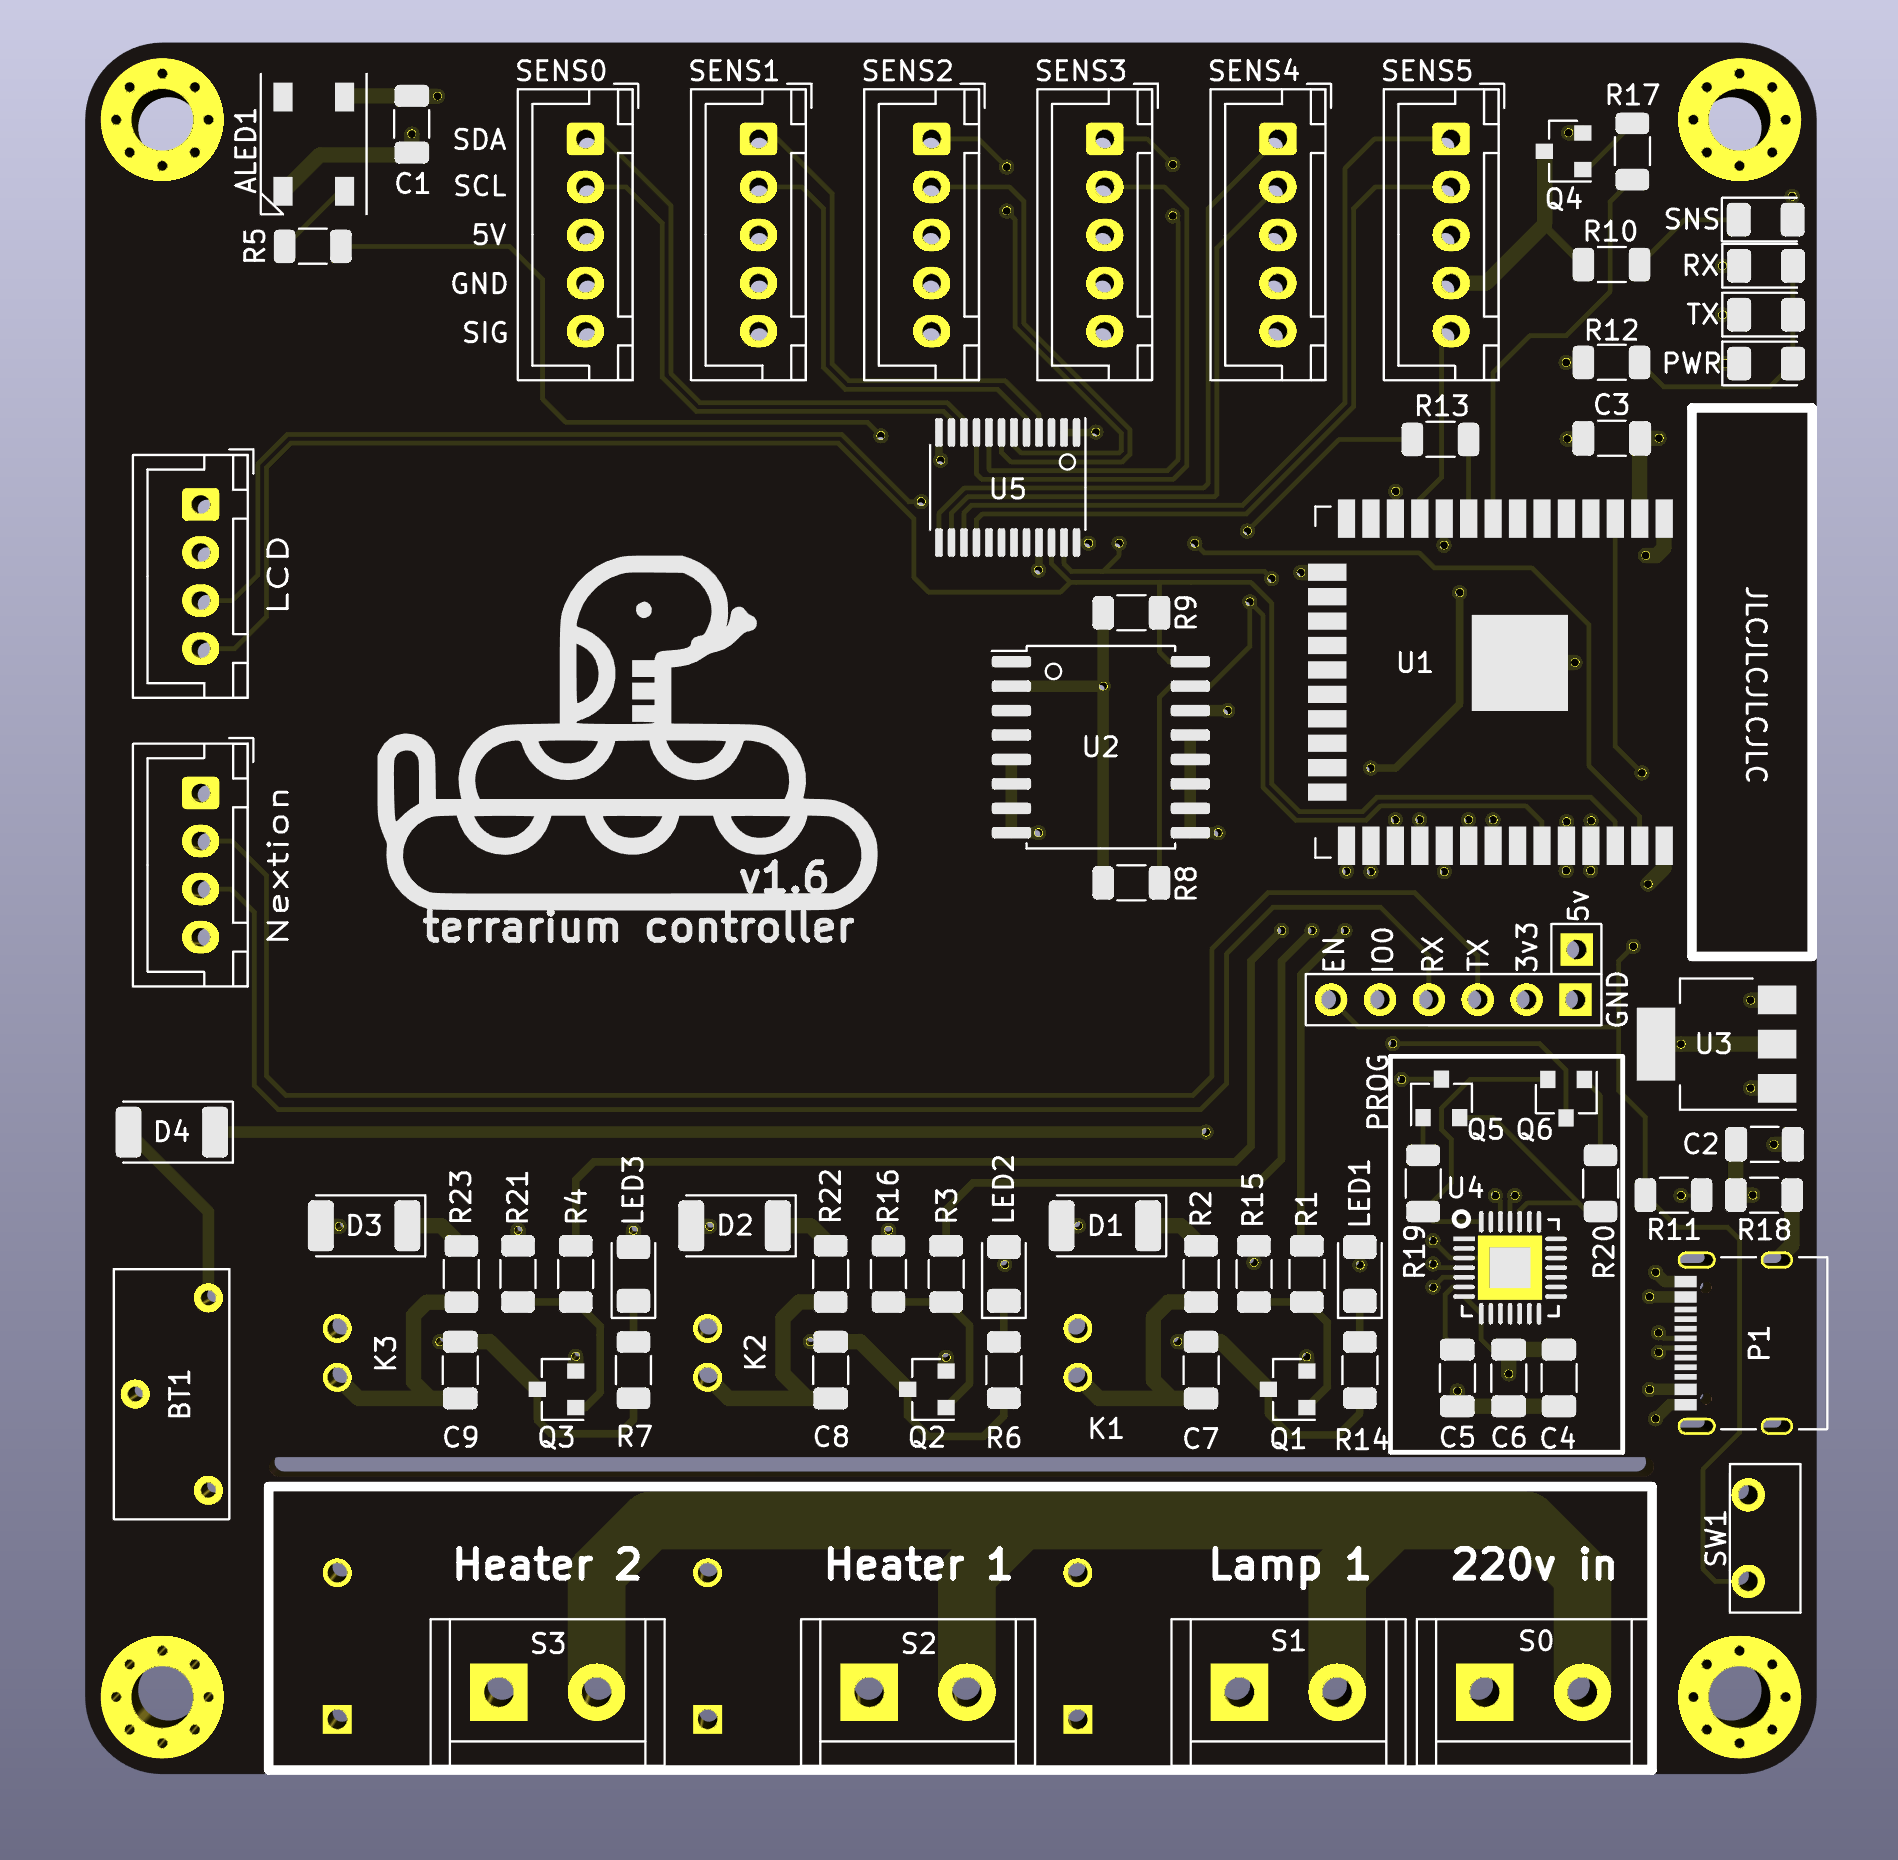 SENS0 SENS1 SENS2 SENS3 SENS4 SENS5
R17
ALED1
SDA
C1
SCL
Q4
SNS
5V
R5
R10
RX
GND
TX
SIG
R12
PWR
R13
C3
U5
LCD
JLCJLCJLCJLC
R9
U1
U2
Nextion
v1.6
R8
terrarium controller
5v
EN
IO0
RX
TX
3v3
GND
U3
PROG
D4
Q5
Q6
C2
R23
R21
R4
LED3
R22
R16
R3
LED2
R2
R15
R1
LED1
U4
D3
D2
D1
R19
R20
R11
R18
K3
K2
P1
BT1
K1
C9
Q3
R7
C8
Q2
R6
C7
Q1
R14
C5
C6
C4
SW1
Heater 2
Heater 1
Lamp 1
220v in
S3
S2
S1
S0